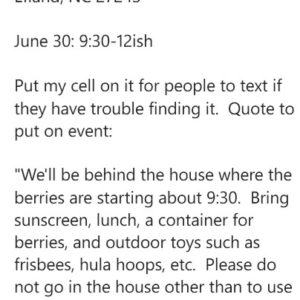 Efland, NC 27243
June 30: 9:30-12ish
Put my cell on it for people to text if
they have trouble finding it.  Quote to
put on event:
"We'll be behind the house where the
berries are starting about 9:30.  Bring
sunscreen, lunch, a container for
berries, and outdoor toys such as
frisbees, hula hoops, etc.  Please do
not go in the house other than to use